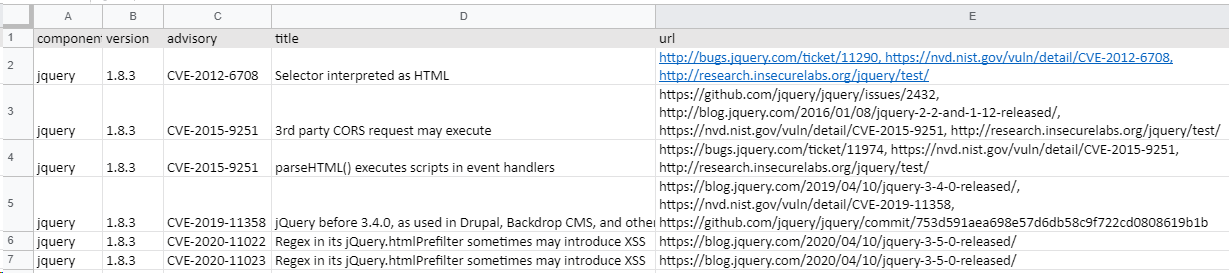 A B C D E
1 component version advisory title url
2 jquery 1.8.3 CVE-2012-6708 Selector interpreted as HTML http://bugs.jquery.com/ticket/11290, https://nvd.nist.gov/vuln/detail/CVE-2012-6708,
http://research.insecurelabs.org/jquery/test/
3 jquery 1.8.3 CVE-2015-9251 3rd party CORS request may execute https://github.com/jquery/jquery/issues/2432,
http://blog.jquery.com/2016/01/08/jquery-2-2-and-1-12-released/,
https://nvd.nist.gov/vuln/detail/CVE-2015-9251, http://research.insecurelabs.org/jquery/test/
4 jquery 1.8.3 CVE-2015-9251 parseHTML() executes scripts in event handlers https://bugs.jquery.com/ticket/11974, https://nvd.nist.gov/vuln/detail/CVE-2015-9251,
http://research.insecurelabs.org/jquery/test/
5 jquery 1.8.3 CVE-2019-11358 jQuery before 3.4.0, as used in Drupal, Backdrop CMS, and other https://blog.jquery.com/2019/04/10/jquery-3-4-0-released/,
https://nvd.nist.gov/vuln/detail/CVE-2019-11358,
https://github.com/jquery/jquery/commit/753d591aea698e57d6db58c9f722cd0808619b1b
6 jquery 1.8.3 CVE-2020-11022 Regex in its jQuery.htmlPrefilter sometimes may introduce XSS https://blog.jquery.com/2020/04/10/jquery-3-5-0-released/
7 jquery 1.8.3 CVE-2020-11023 Regex in its jQuery.htmlPrefilter sometimes may introduce XSS https://blog.jquery.com/2020/04/10/jquery-3-5-0-released/